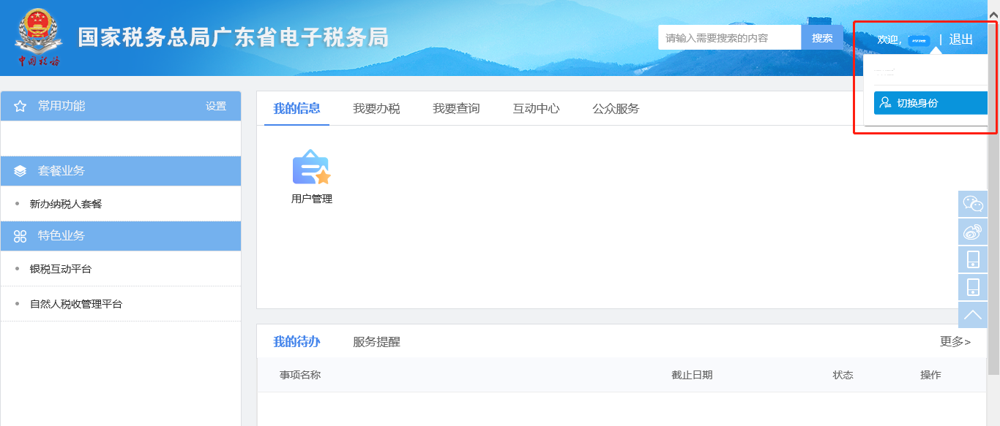 国家税务总局广东省电子税务局
中国税务
请输入需要搜索的内容
搜索
欢迎,
| 退出
切换身份
常用功能
设置
套餐业务
新办纳税人套餐
特色业务
银税互动平台
自然人税收管理平台
我的信息
我要办税
我要查询
互动中心
公众服务
用户管理
我的待办
服务提醒
更多>
事项名称
截止日期
状态
操作